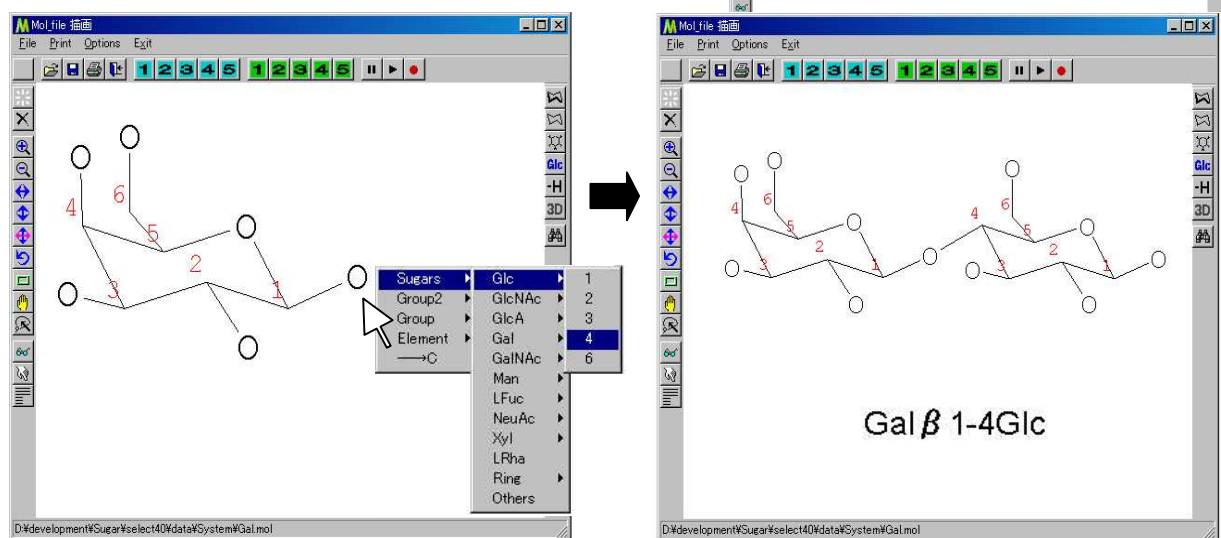 Mol_file 描画
File Print Options Exit
1 2 3 4 5 1 2 3 4 5
Glc
-H
3D
O O O O O O
6
4
5
2
3
1
Sugars
Group2
Group
Element
──→C
Glc
GlcNAc
GlcA
Gal
GalNAc
Man
LFuc
NeuAc
Xyl
LRha
Ring
Others
1
2
3
4
6
D:¥development¥Sugar¥select40¥data¥System¥Gal.mol
Mol_file 描画
File Print Options Exit
1 2 3 4 5 1 2 3 4 5
Glc
-H
3D
O O O
6 6
4 4
5 O 5 O
2 2
O 3 1 O O 3 1 O
O O
Galβ 1-4Glc
D:¥development¥Sugar¥select40¥data¥System¥Gal.mol